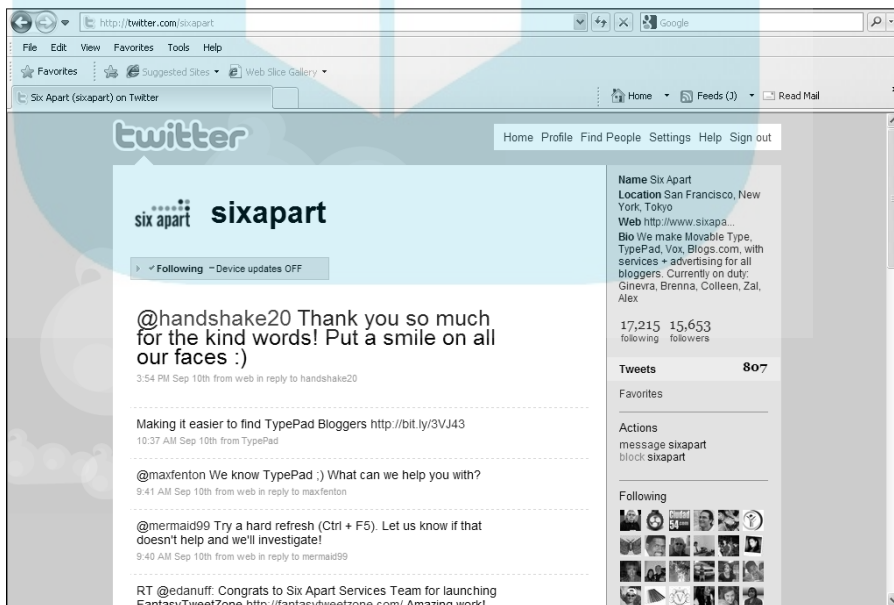 http://twitter.com/sixapart
Google
File Edit View Favorites Tools Help
Favorites Suggested Sites Web Slice Gallery
Six Apart (sixapart) on Twitter
Home Feeds (J) Read Mail
twitter
Home Profile Find People Settings Help Sign out
six apart
sixapart
Following Device updates OFF
@handshake20 Thank you so much
for the kind words! Put a smile on all
our faces :)
3:54 PM Sep 10th from web in reply to handshake20
Making it easier to find TypePad Bloggers http://bit.ly/3VJ43
10:37 AM Sep 10th from TypePad
@maxfenton We know TypePad ;) What can we help you with?
9:41 AM Sep 10th from web in reply to maxfenton
@mermaid99 Try a hard refresh (Ctrl + F5). Let us know if that
doesn't help and we'll investigate!
9:40 AM Sep 10th from web in reply to mermaid99
RT @edanuff: Congrats to Six Apart Services Team for launching
FantasyTweetZone http://fantasytweetzone.com/ Amazing work!
Name Six Apart
Location San Francisco, New
York, Tokyo
Web http://www.sixapa...
Bio We make Movable Type,
TypePad, Vox, Blogs.com, with
services + advertising for all
bloggers. Currently on duty:
Ginevra, Brenna, Colleen, Zal,
Alex
17,215 15,653
following followers
Tweets 807
Favorites
Actions
message sixapart
block sixapart
Following